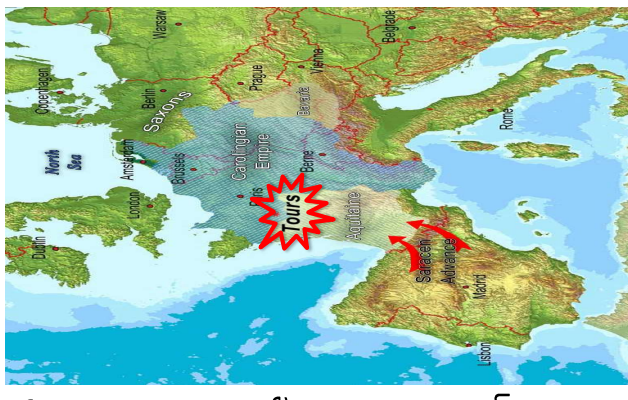 Copenhagen
Warsaw
Belgrade
Berlin
Saxons
Prague
Vienna
Bavaria
North
Sea
Amsterdam
Brussels
Carolingian
Empire
Berne
Rome
Dublin
London
Paris
Tours
Aquitaine
Saracen
Advance
Madrid
Lisbon